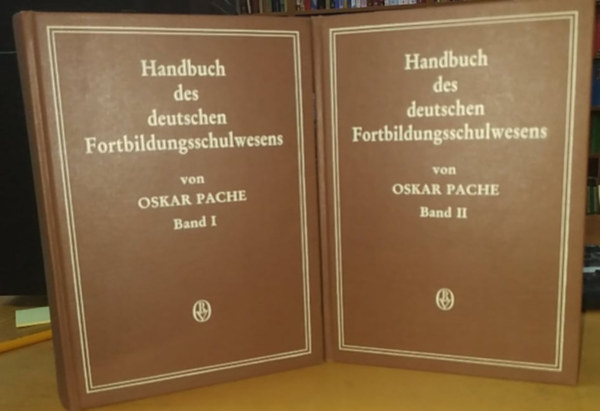 Handbuch
des
deutschen
Fortbildungsschulwesens
von
OSKAR PACHE
Band I
Handbuch
des
deutschen
Fortbildungsschulwesens
von
OSKAR PACHE
Band II